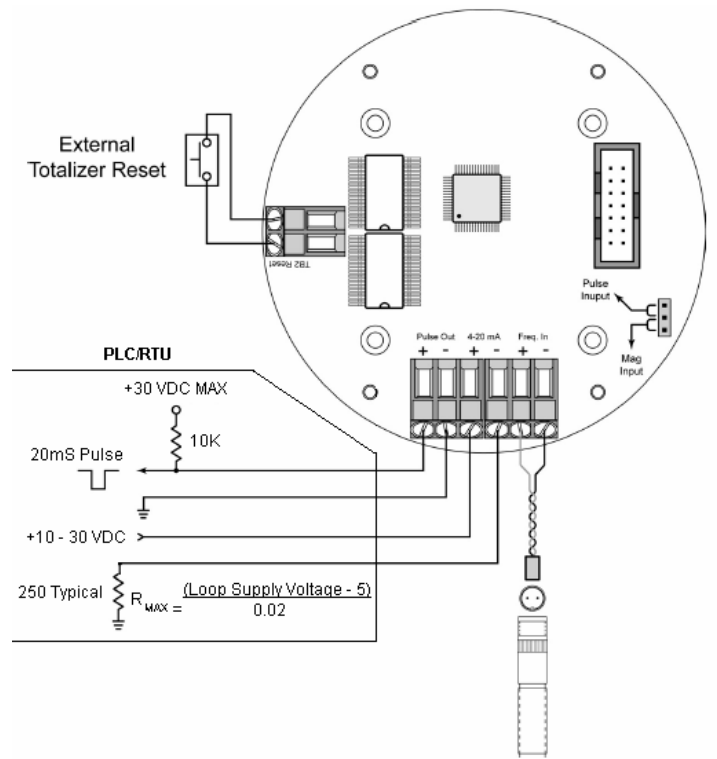 External
Totalizer Reset
TB2 Reset
Pulse
Inuput
Mag
Input
Pulse Out 4-20 mA Freq. In
+ - + - + -
PLC/RTU
+30 VDC MAX
10K
20mS Pulse
+10 - 30 VDC
250 Typical
R MAX = (Loop Supply Voltage - 5)
0.02